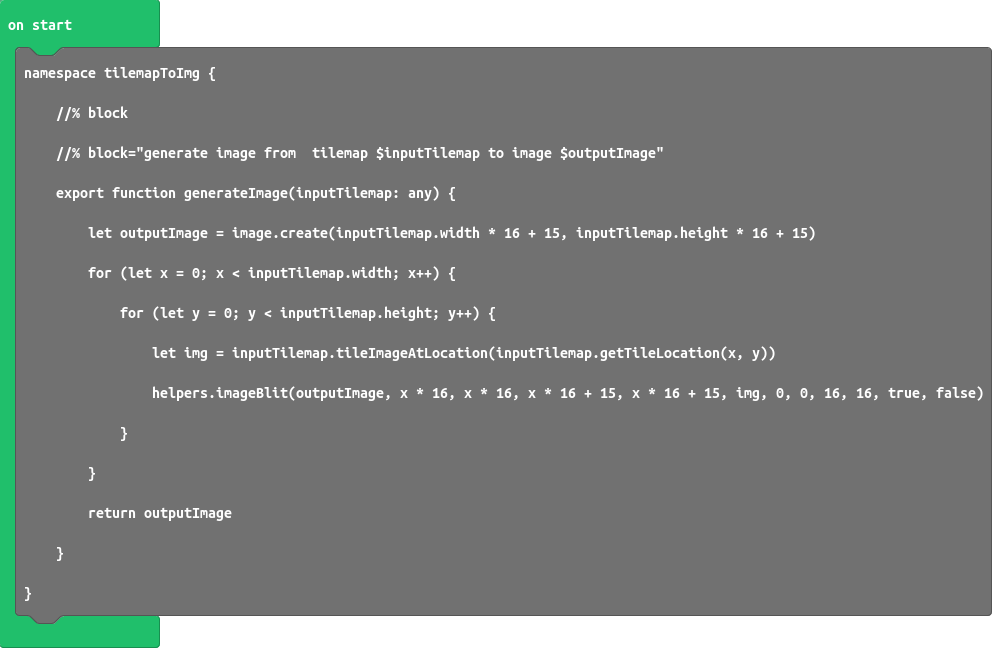 on start
namespace tilemapToImg {
//% block
//% block="generate image from  tilemap $inputTilemap to image $outputImage"
export function generateImage(inputTilemap: any) {
let outputImage = image.create(inputTilemap.width * 16 + 15, inputTilemap.height * 16 + 15)
for (let x = 0; x < inputTilemap.width; x++) {
for (let y = 0; y < inputTilemap.height; y++) {
let img = inputTilemap.tileImageAtLocation(inputTilemap.getTileLocation(x, y))
helpers.imageBlit(outputImage, x * 16, x * 16, x * 16 + 15, x * 16 + 15, img, 0, 0, 16, 16, true, false)
}
}
return outputImage
}
}